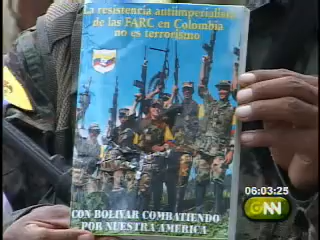 La resistencia antiimperialista
de las FARC en Colombia
no es terrorismo
06:03:25
GNN
CON BOLIVAR COMBATIENDO
POR NUESTRA AMERICA